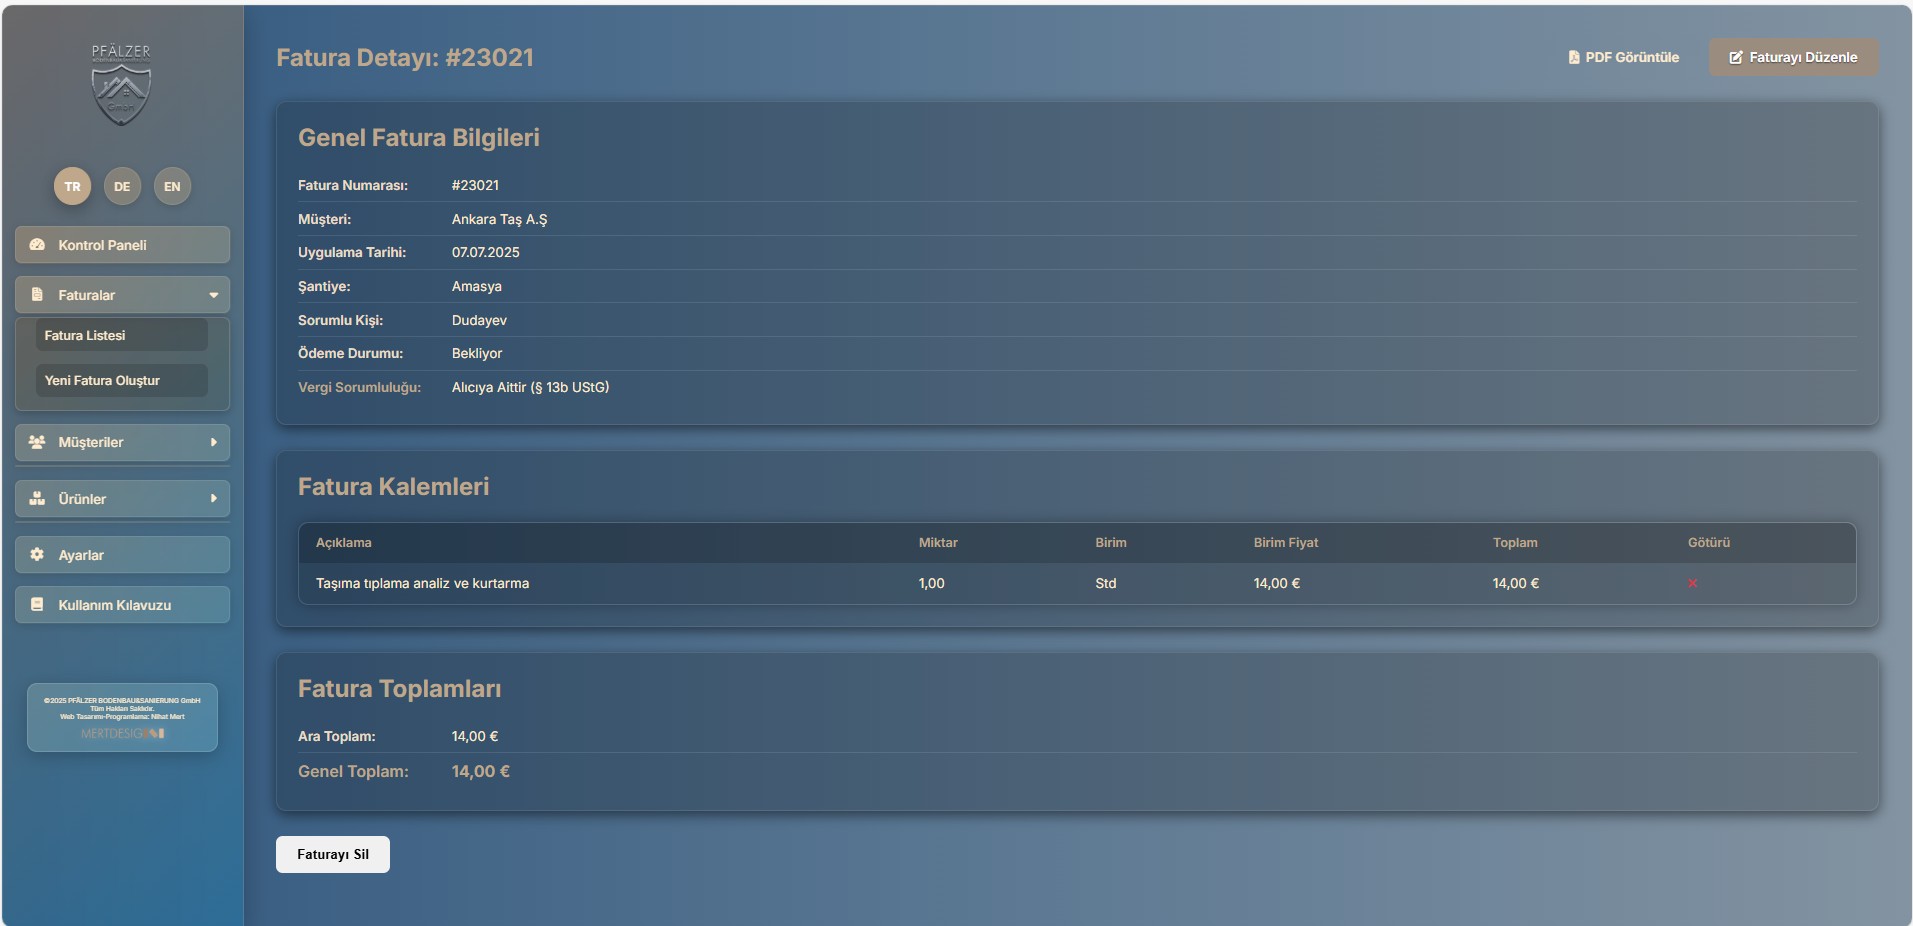 PFÄLZER
GmbH
TR DE EN
Kontrol Paneli
Faturalar
Fatura Listesi
Yeni Fatura Oluştur
Müşteriler
Ürünler
Ayarlar
Kullanım Kılavuzu
©2025 PFÄLZER BODENBAU&SANIERUNG GmbH
Tüm Hakları Saklıdır.
Web Tasarımı-Programlama: Nihat Mert
MERTDESIG
Fatura Detayı: #23021
PDF Görüntüle
Faturayı Düzenle
Genel Fatura Bilgileri
Fatura Numarası: #23021
Müşteri: Ankara Taş A.Ş
Uygulama Tarihi: 07.07.2025
Şantiye: Amasya
Sorumlu Kişi: Dudayev
Ödeme Durumu: Bekliyor
Vergi Sorumluluğu: Alıcıya Aittir (§ 13b UStG)
Fatura Kalemleri
Açıklama Miktar Birim Birim Fiyat Toplam Götürü
Taşıma tıplama analiz ve kurtarma 1,00 Std 14,00 € 14,00 €
Fatura Toplamları
Ara Toplam: 14,00 €
Genel Toplam: 14,00 €
Faturayı Sil